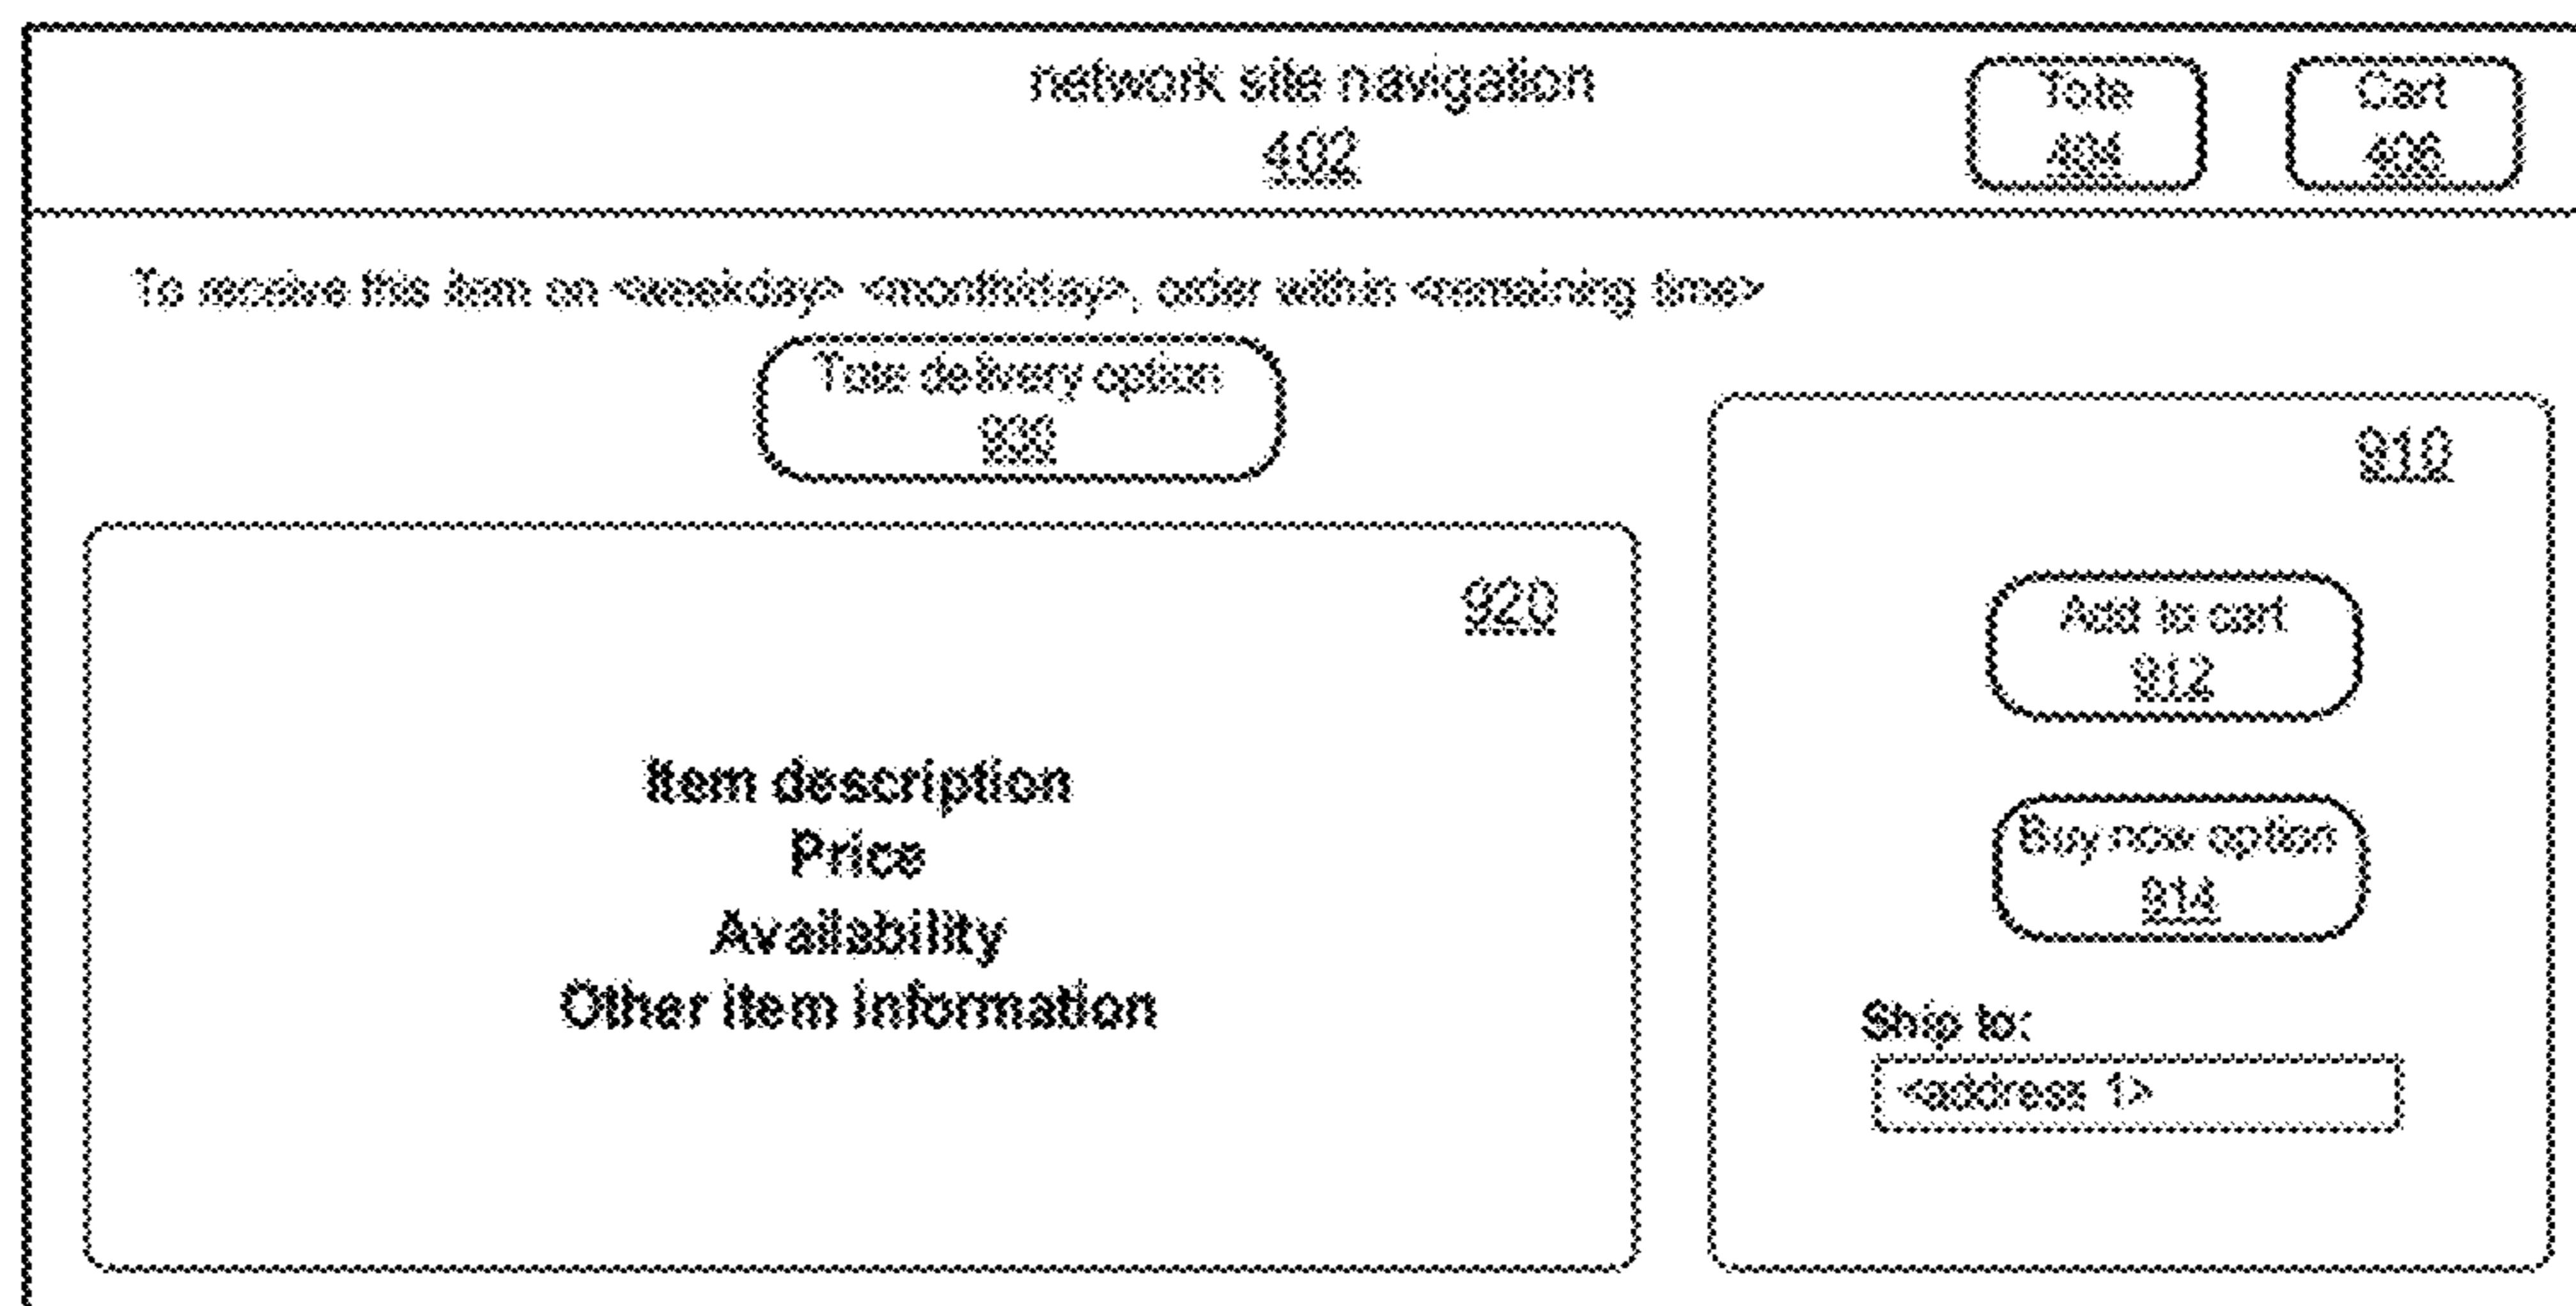 network site navigation
402
Tote
404
Cart
406
To receive this item on <weekday> <month/day>, order within <remaining time>
Tote delivery option
930
910
920
Add to cart
912
Item description
Price
Availability
Other item information
Buy now option
914
Ship to:
<address 1>